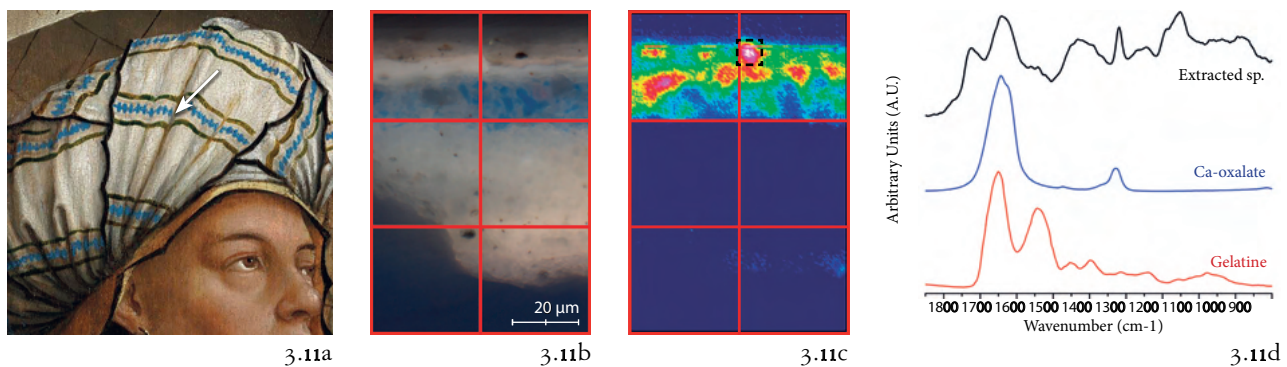 20 µm
Arbitrary Units (A.U.)
Extracted sp.
Ca-oxalate
Gelatine
1800 1700 1600 1500 1400 1300 1200 1100 1000 900
Wavenumber (cm-1)
3.11a
3.11b
3.11c
3.11d